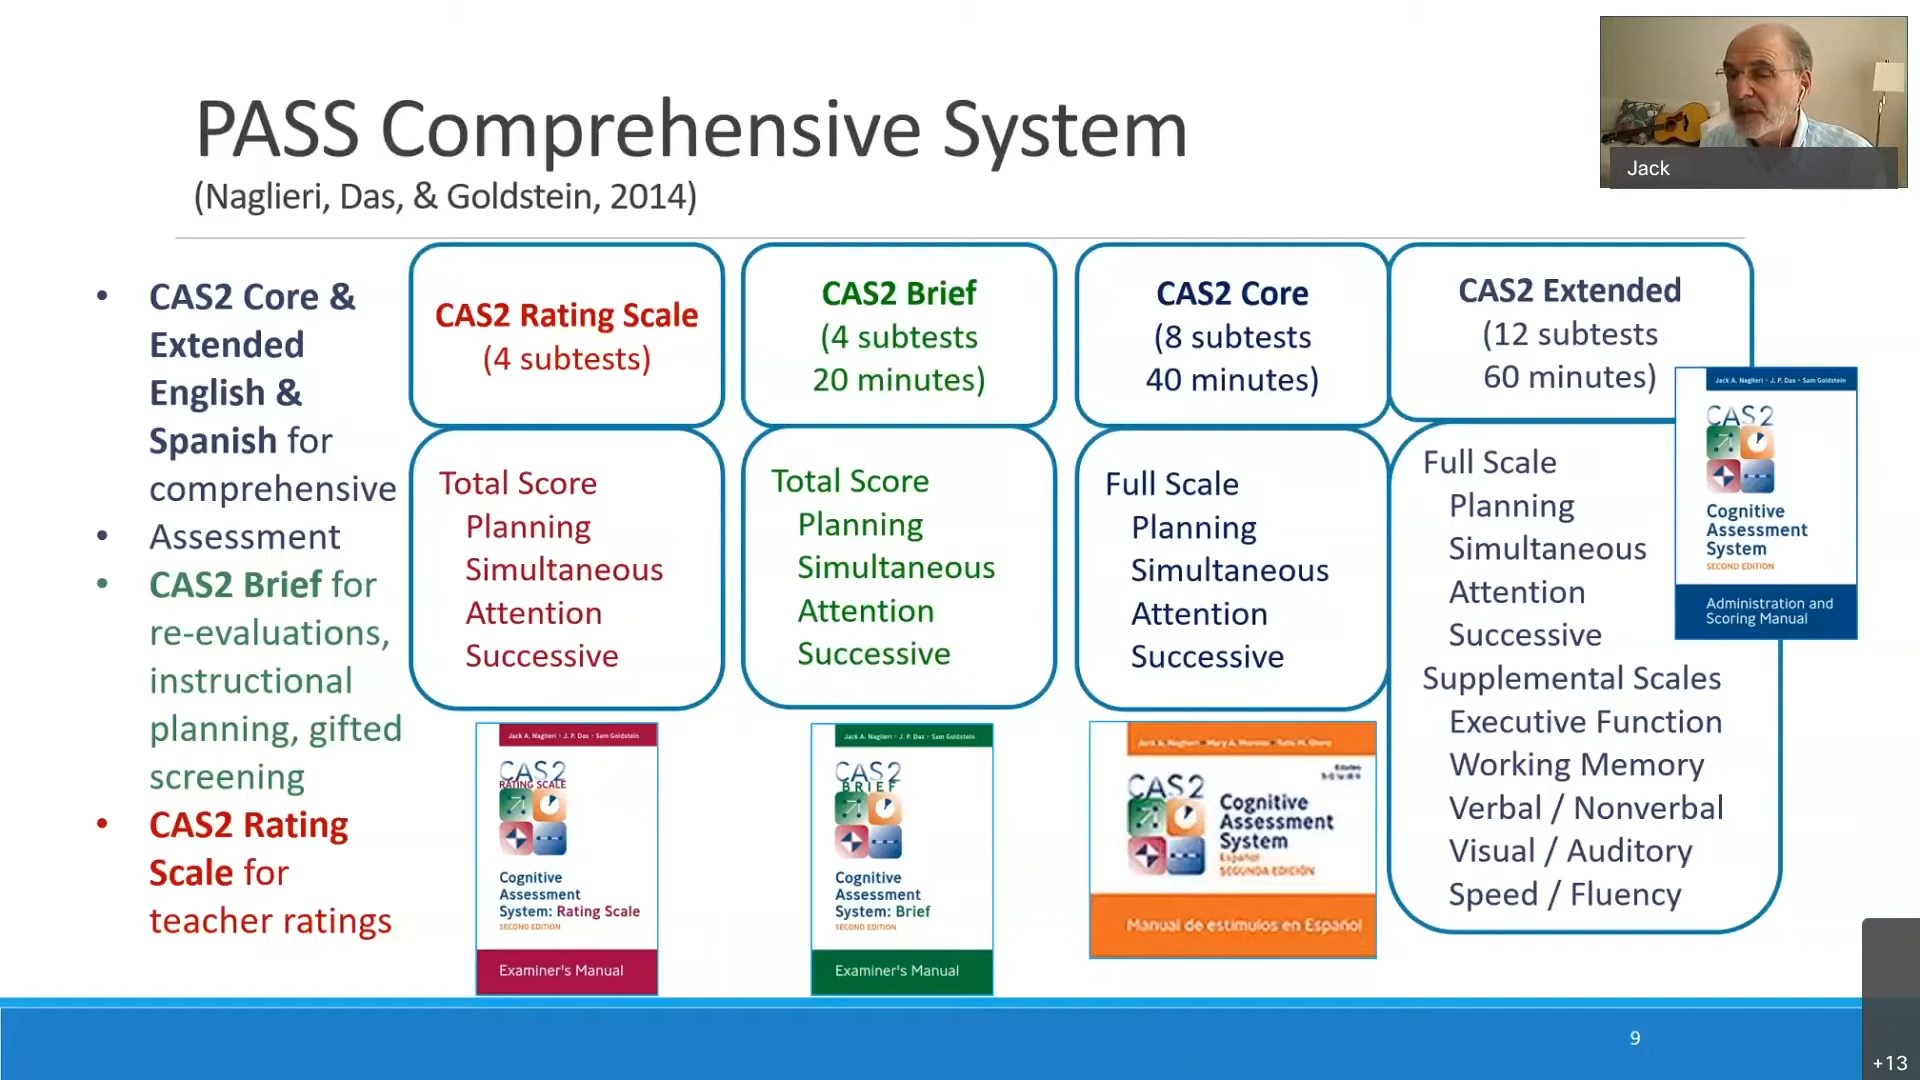 PASS Comprehensive System
(Naglieri, Das, & Goldstein, 2014)
Jack
• CAS2 Core &
Extended
English &
Spanish for
comprehensive
• Assessment
• CAS2 Brief for
re-evaluations,
instructional
planning, gifted
screening
• CAS2 Rating
Scale for
teacher ratings
CAS2 Rating Scale
(4 subtests)
Total Score
Planning
Simultaneous
Attention
Successive
Jack A. Naglieri • J. P. Das • Sam Goldstein
CAS2
RATING SCALE
Cognitive
Assessment
System: Rating Scale
SECOND EDITION
Examiner's Manual
CAS2 Brief
(4 subtests
20 minutes)
Total Score
Planning
Simultaneous
Attention
Successive
Jack A. Naglieri • J. P. Das • Sam Goldstein
CAS2
BRIEF
Cognitive
Assessment
System: Brief
SECOND EDITION
Examiner's Manual
CAS2 Core
(8 subtests
40 minutes)
Full Scale
Planning
Simultaneous
Attention
Successive
Jack A. Naglieri
CAS2
Cognitive
Assessment
System
Español
SEGUNDA EDICIÓN
Manual de estímulos en Español
CAS2 Extended
(12 subtests
60 minutes)
Full Scale
Planning
Simultaneous
Attention
Successive
Supplemental Scales
Executive Function
Working Memory
Verbal / Nonverbal
Visual / Auditory
Speed / Fluency
Jack A. Naglieri • J. P. Das • Sam Goldstein
CAS2
Cognitive
Assessment
System
SECOND EDITION
Administration and
Scoring Manual
9
+13